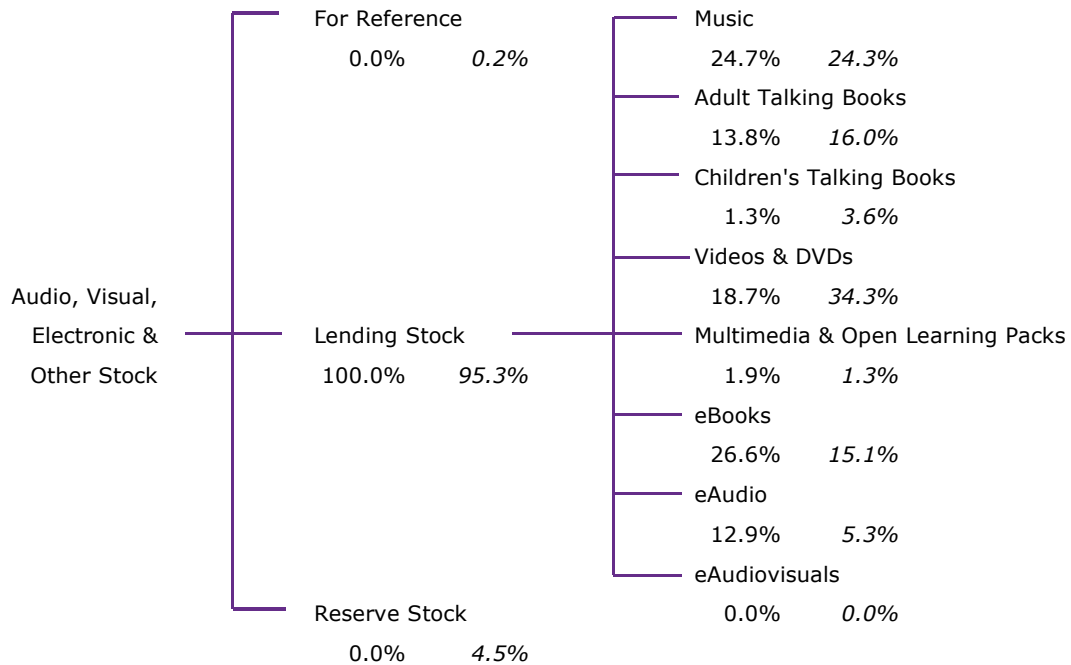 Audio, Visual,
Electronic &
Other Stock
For Reference
0.0% 0.2%
Lending Stock
100.0% 95.3%
Reserve Stock
0.0% 4.5%
Music
24.7% 24.3%
Adult Talking Books
13.8% 16.0%
Children's Talking Books
1.3% 3.6%
Videos & DVDs
18.7% 34.3%
Multimedia & Open Learning Packs
1.9% 1.3%
eBooks
26.6% 15.1%
eAudio
12.9% 5.3%
eAudiovisuals
0.0% 0.0%